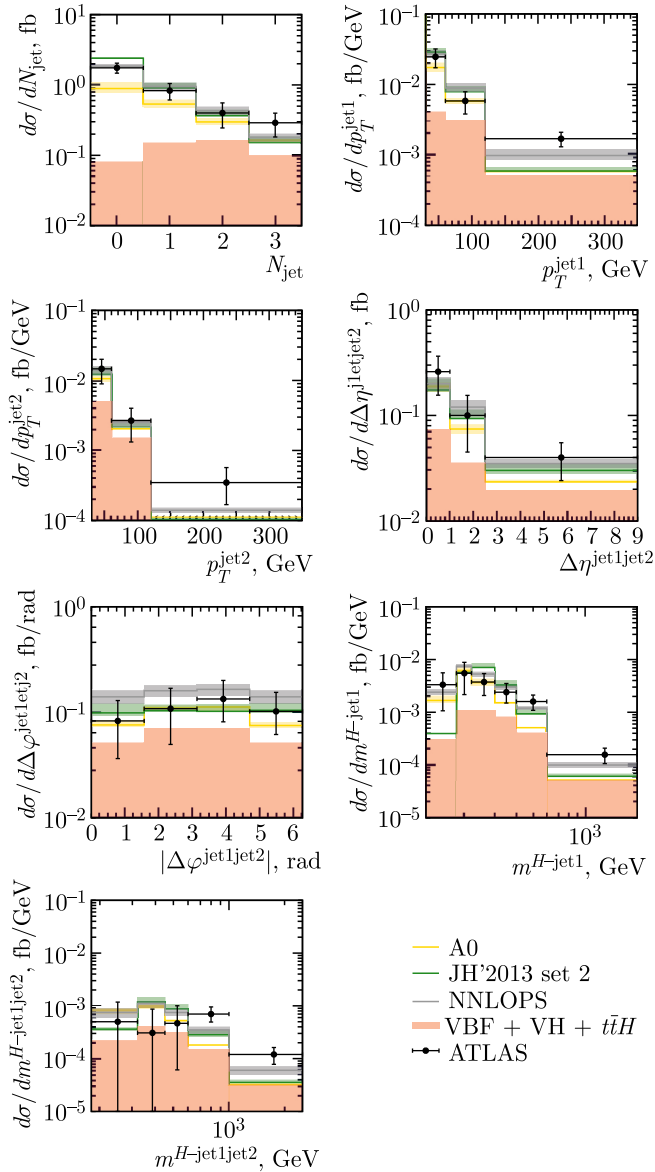 dσ/dN_jet, fb
10^1
10^0
10^−1
10^−2
0 1 2 3
N_jet
dσ/dp_T^jet1, fb/GeV
10^−1
10^−2
10^−3
10^−4
100 200 300
p_T^jet1, GeV
dσ/dp_T^jet2, fb/GeV
10^−1
10^−2
10^−3
10^−4
100 200 300
p_T^jet2, GeV
dσ/dΔη^j1etjet2, fb
10^0
10^−1
10^−2
0 1 2 3 4 5 6 7 8 9
Δη^jet1jet2
dσ/dΔφ^jet1etj2, fb/rad
10^0
10^−1
10^−2
0 1 2 3 4 5 6
|Δφ^jet1jet2|, rad
dσ/dm^H–jet1, fb/GeV
10^−1
10^−2
10^−3
10^−4
10^−5
10^3
m^H–jet1, GeV
dσ/dm^H–jet1jet2, fb/GeV
10^−1
10^−2
10^−3
10^−4
10^−5
10^3
m^H–jet1jet2, GeV
A0
JH'2013 set 2
NNLOPS
VBF + VH + tt̄H
ATLAS